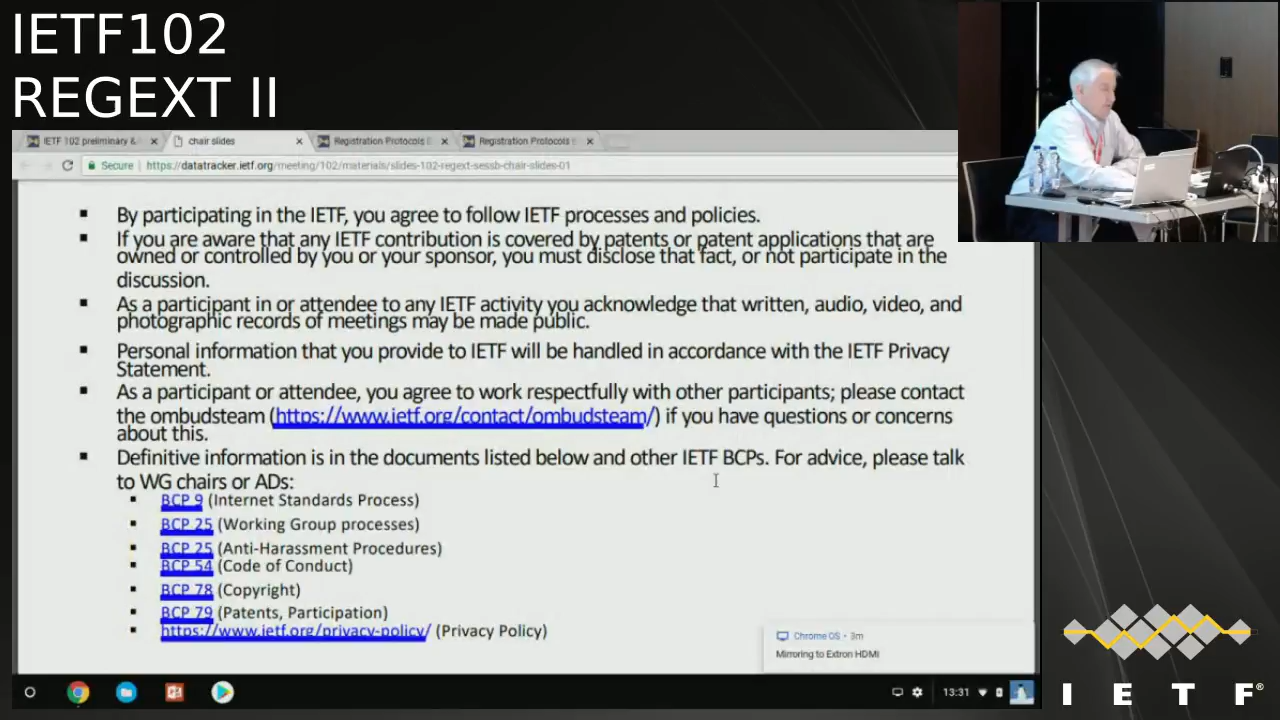 IETF102
REGEXT II
IETF 102 preliminary &
chair slides
Registration Protocols
Registration Protocols
Secure | https://datatracker.ietf.org/meeting/102/materials/slides-102-regext-sessb-chair-slides-01
▪ By participating in the IETF, you agree to follow IETF processes and policies.
▪ If you are aware that any IETF contribution is covered by patents or patent applications that are
owned or controlled by you or your sponsor, you must disclose that fact, or not participate in the
discussion.
▪ As a participant in or attendee to any IETF activity you acknowledge that written, audio, video, and
photographic records of meetings may be made public.
▪ Personal information that you provide to IETF will be handled in accordance with the IETF Privacy
Statement.
▪ As a participant or attendee, you agree to work respectfully with other participants; please contact
the ombudsteam (https://www.ietf.org/contact/ombudsteam/) if you have questions or concerns
about this.
▪ Definitive information is in the documents listed below and other IETF BCPs. For advice, please talk
to WG chairs or ADs:
▪ BCP 9 (Internet Standards Process)
▪ BCP 25 (Working Group processes)
▪ BCP 25 (Anti-Harassment Procedures)
▪ BCP 54 (Code of Conduct)
▪ BCP 78 (Copyright)
▪ BCP 79 (Patents, Participation)
▪ https://www.ietf.org/privacy-policy/ (Privacy Policy)
Chrome OS • 3m
Mirroring to Extron HDMI
13:31
I E T F®